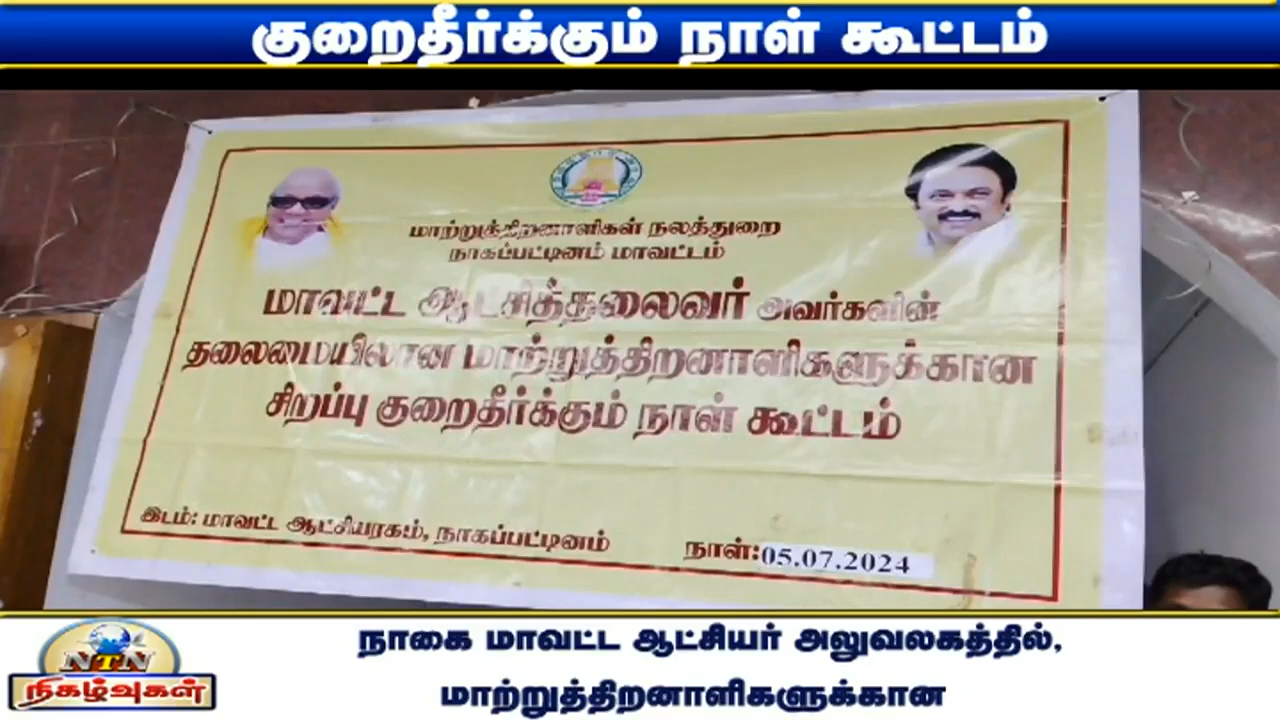 குறைதீர்க்கும் நாள் கூட்டம்
மாற்றுத்திறனாளிகள் நலத்துறை
நாகப்பட்டினம் மாவட்டம்
மாவட்ட ஆட்சித்தலைவர் அவர்களின்
தலைமையிலான மாற்றுத்திறனாளிகளுக்கான
சிறப்பு குறைதீர்க்கும் நாள் கூட்டம்
இடம்: மாவட்ட ஆட்சியரகம், நாகப்பட்டினம் நாள்:05.07.2024
NTN
நிகழ்வுகள்
நாகை மாவட்ட ஆட்சியர் அலுவலகத்தில்,
மாற்றுத்திறனாளிகளுக்கான